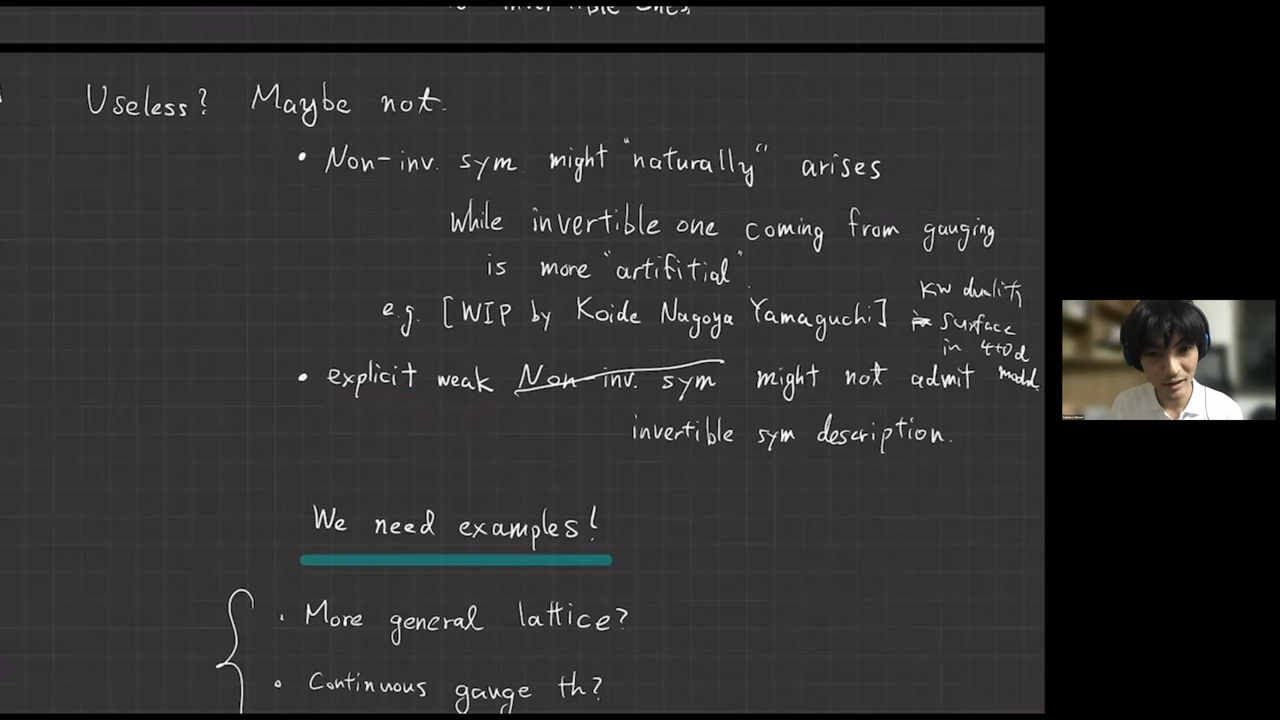 invertible ones,
Useless? Maybe not.
• Non-inv. sym might "naturally" arises
while invertible one coming from gauging
is more "artifitial".
e.g. [WIP by Koide Nagoya Yamaguchi]
KW duality
surface
in 4+0d
model
• explicit weak Non-inv. sym might not admit
invertible sym description.
We need examples!
• More general lattice?
• Continuous gauge th?